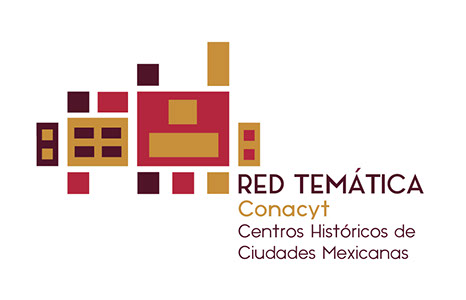 RED TEMÁTICA
Conacyt
Centros Históricos de
Ciudades Mexicanas